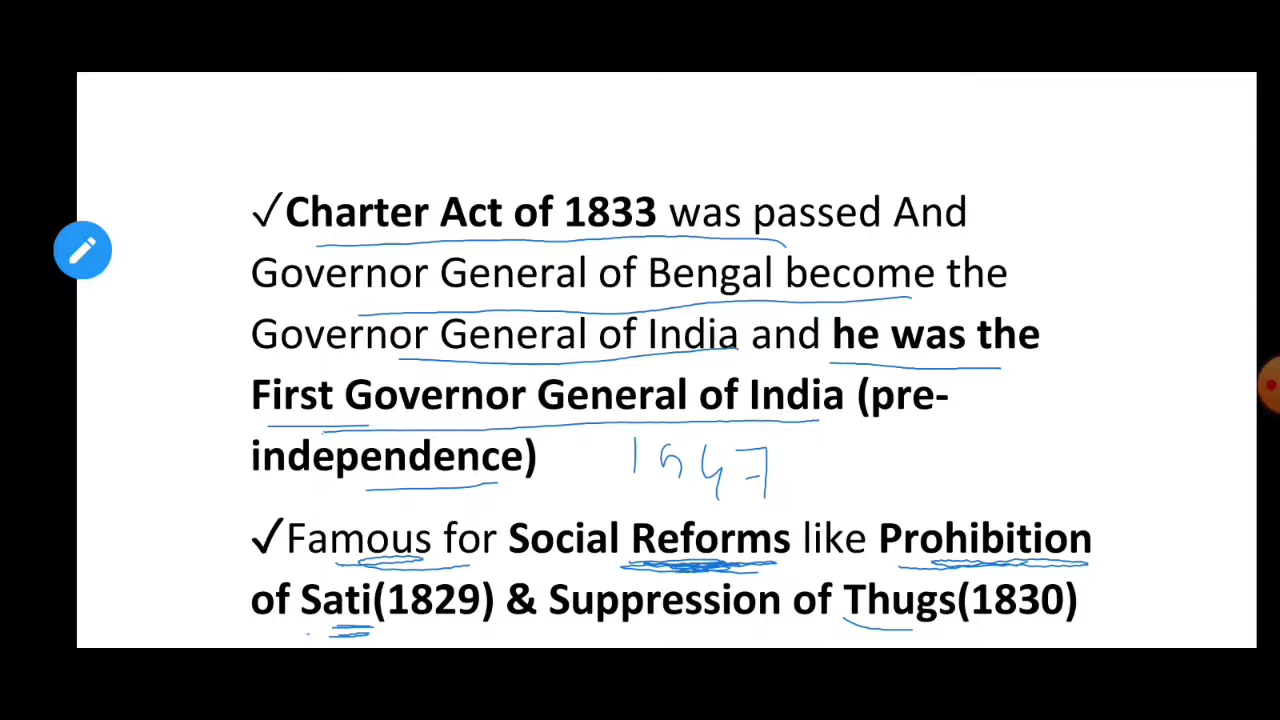 ✓Charter Act of 1833 was passed And
Governor General of Bengal become the
Governor General of India and he was the
First Governor General of India (pre-
independence) 1947
✓Famous for Social Reforms like Prohibition
of Sati(1829) & Suppression of Thugs(1830)